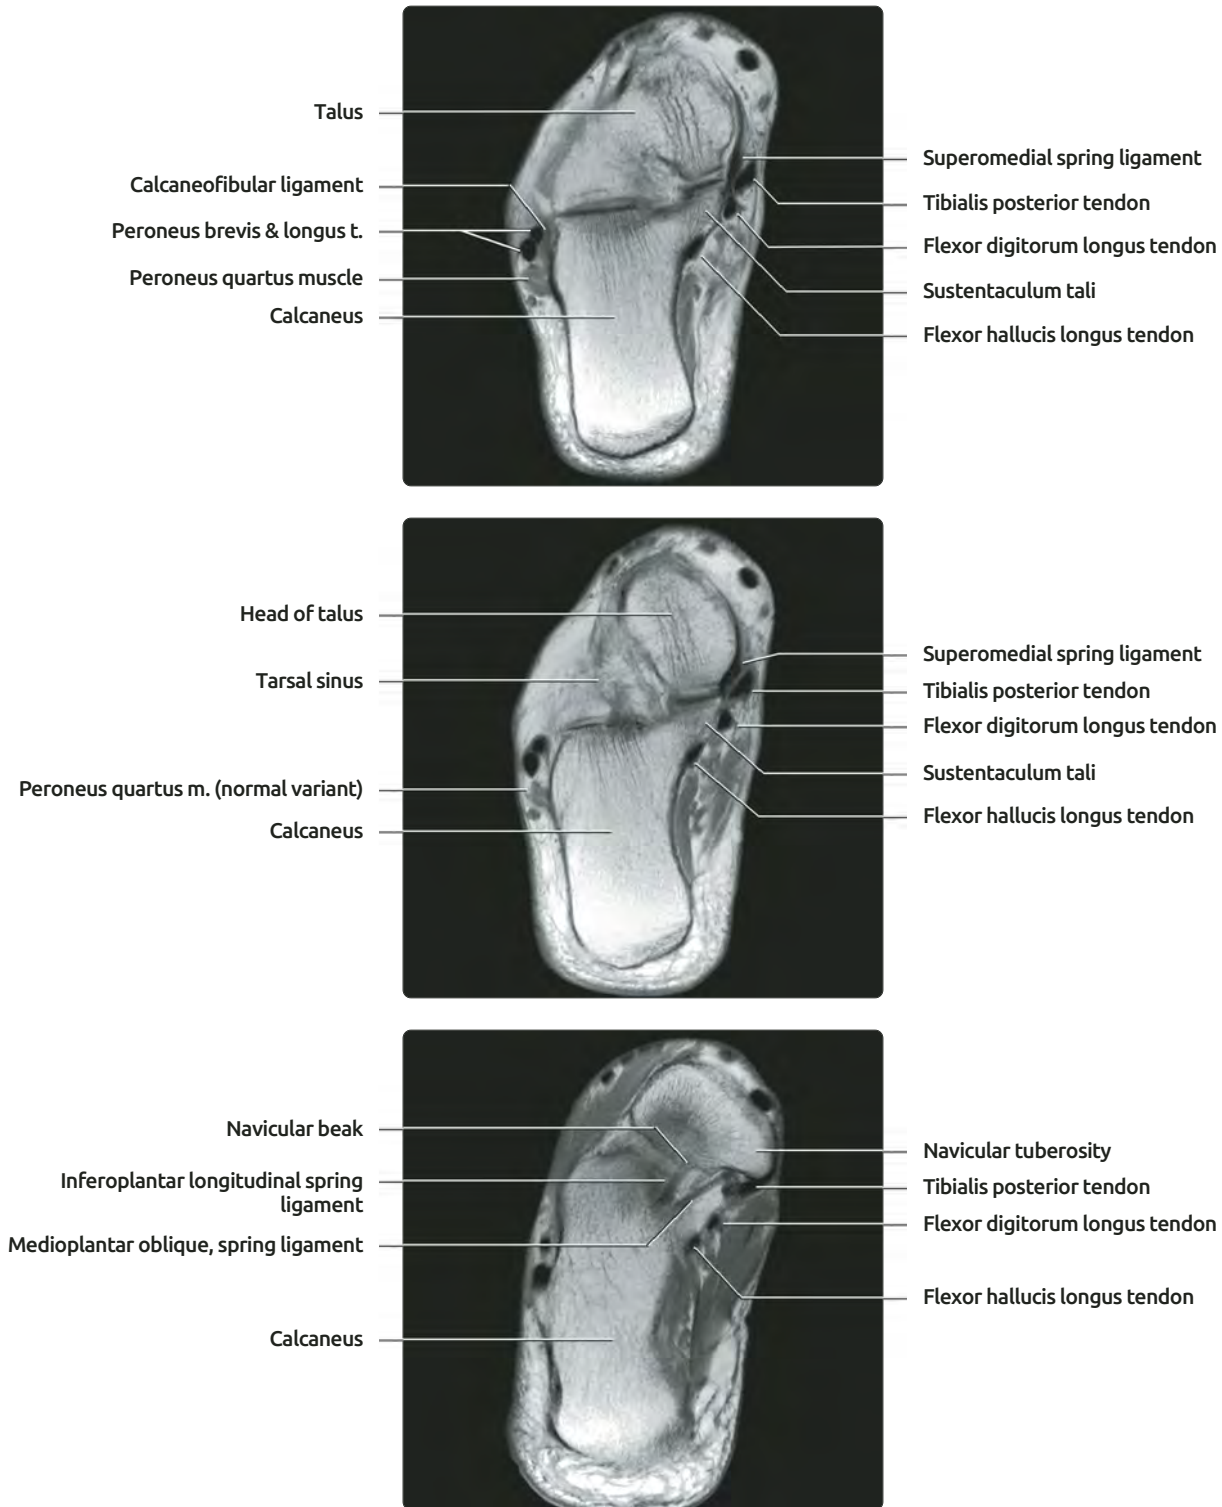 Talus
Calcaneofibular ligament
Peroneus brevis & longus t.
Peroneus quartus muscle
Calcaneus
Superomedial spring ligament
Tibialis posterior tendon
Flexor digitorum longus tendon
Sustentaculum tali
Flexor hallucis longus tendon
Head of talus
Tarsal sinus
Peroneus quartus m. (normal variant)
Calcaneus
Superomedial spring ligament
Tibialis posterior tendon
Flexor digitorum longus tendon
Sustentaculum tali
Flexor hallucis longus tendon
Navicular beak
Inferoplantar longitudinal spring
ligament
Medioplantar oblique, spring ligament
Calcaneus
Navicular tuberosity
Tibialis posterior tendon
Flexor digitorum longus tendon
Flexor hallucis longus tendon